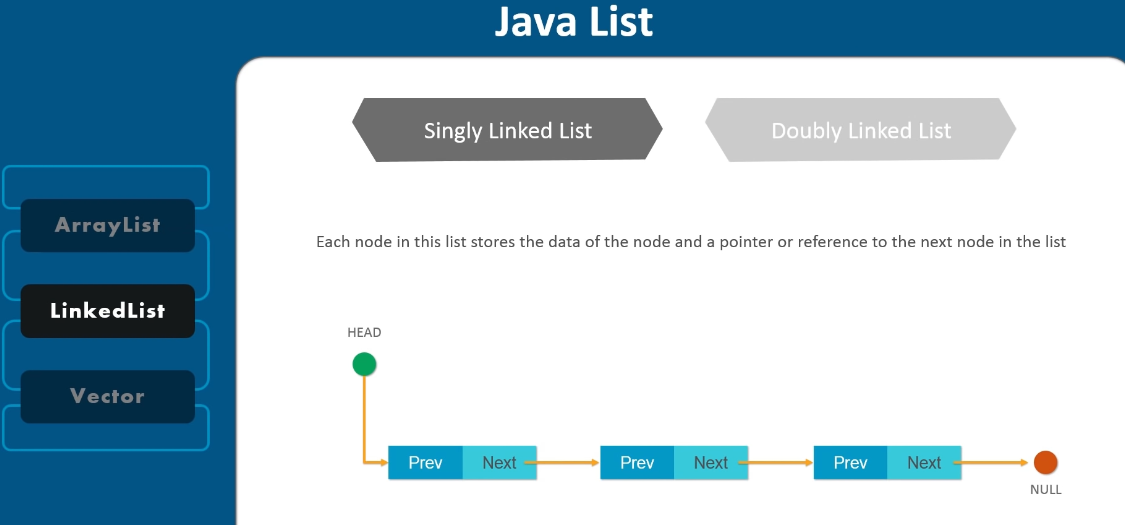 Java List
Singly Linked List
Doubly Linked List
ArrayList
LinkedList
Vector
Each node in this list stores the data of the node and a pointer or reference to the next node in the list
HEAD
Prev Next Prev Next Prev Next
NULL